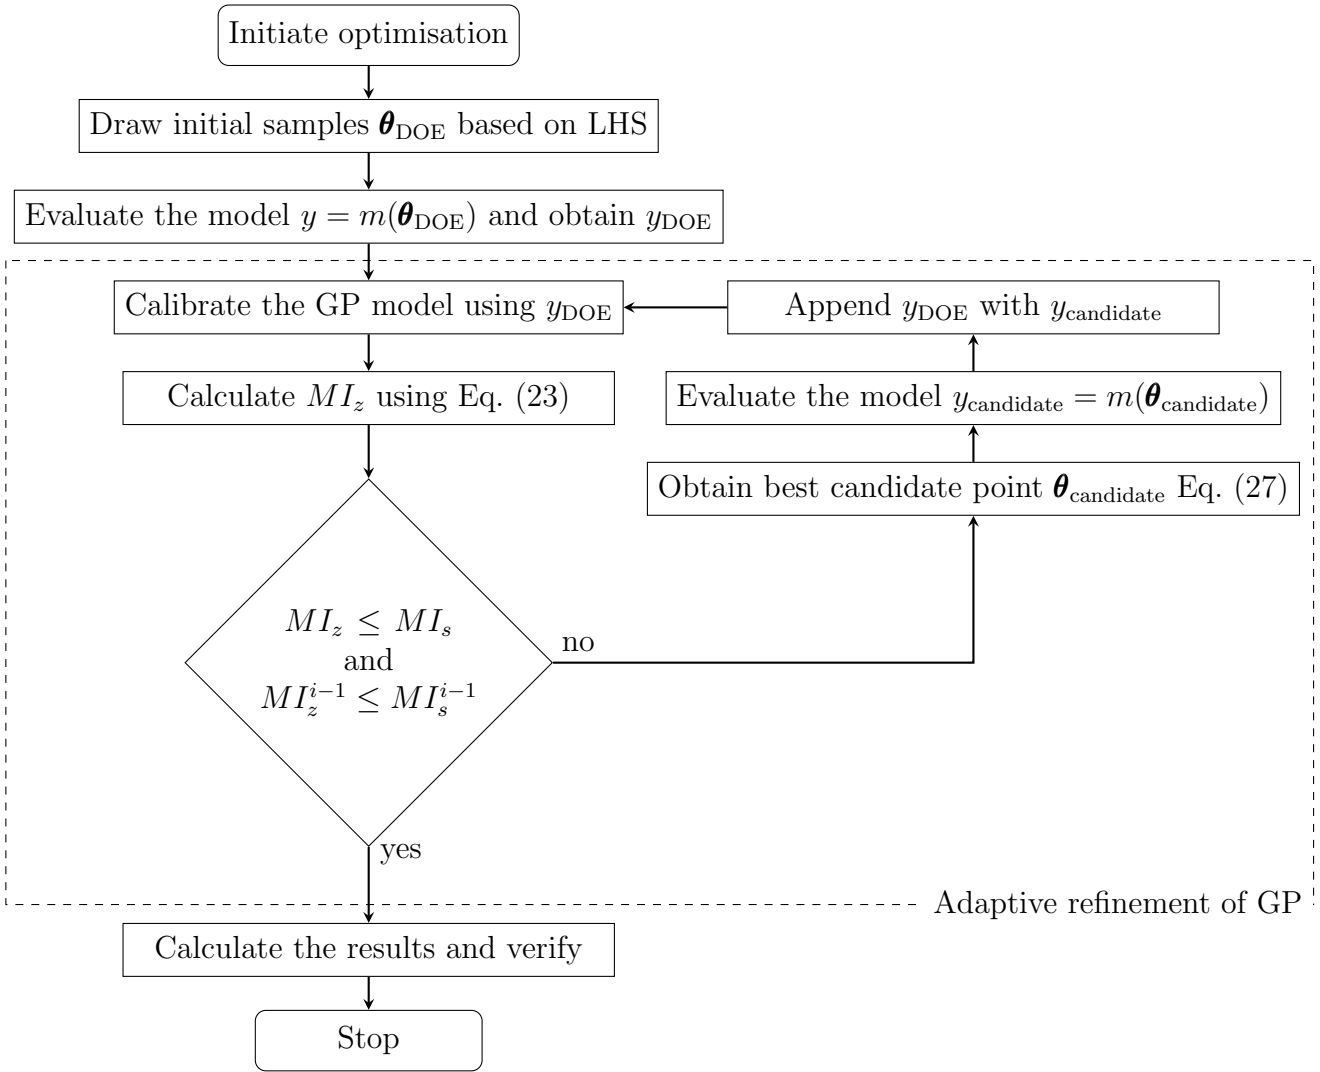 Initiate optimisation
Draw initial samples θ_DOE based on LHS
Evaluate the model y = m(θ_DOE) and obtain y_DOE
Calibrate the GP model using y_DOE
Append y_DOE with y_candidate
Calculate MI_z using Eq. (23)
Evaluate the model y_candidate = m(θ_candidate)
Obtain best candidate point θ_candidate Eq. (27)
MI_z ≤ MI_s
and
MI_z^{i−1} ≤ MI_s^{i−1}
no
yes
Adaptive refinement of GP
Calculate the results and verify
Stop